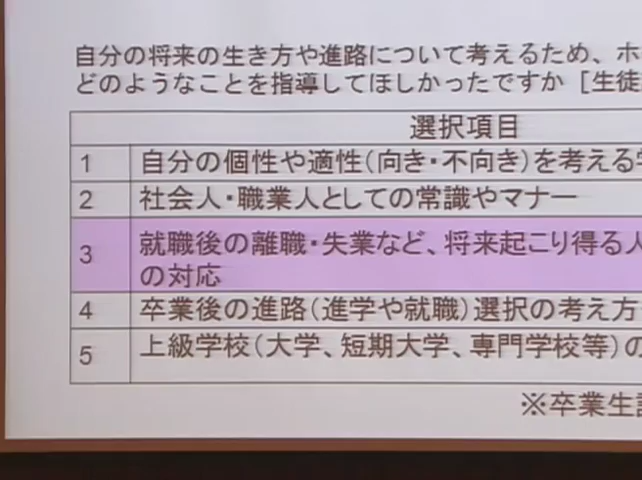 自分の将来の生き方や進路について考えるため、ホ
どのようなことを指導してほしかったですか［生徒
選択項目
1 自分の個性や適性(向き・不向き)を考える
2 社会人・職業人としての常識やマナー
3 就職後の離職・失業など、将来起こり得る人
の対応
4 卒業後の進路(進学や就職)選択の考え方
5 上級学校(大学、短期大学、専門学校等)の
※卒業生